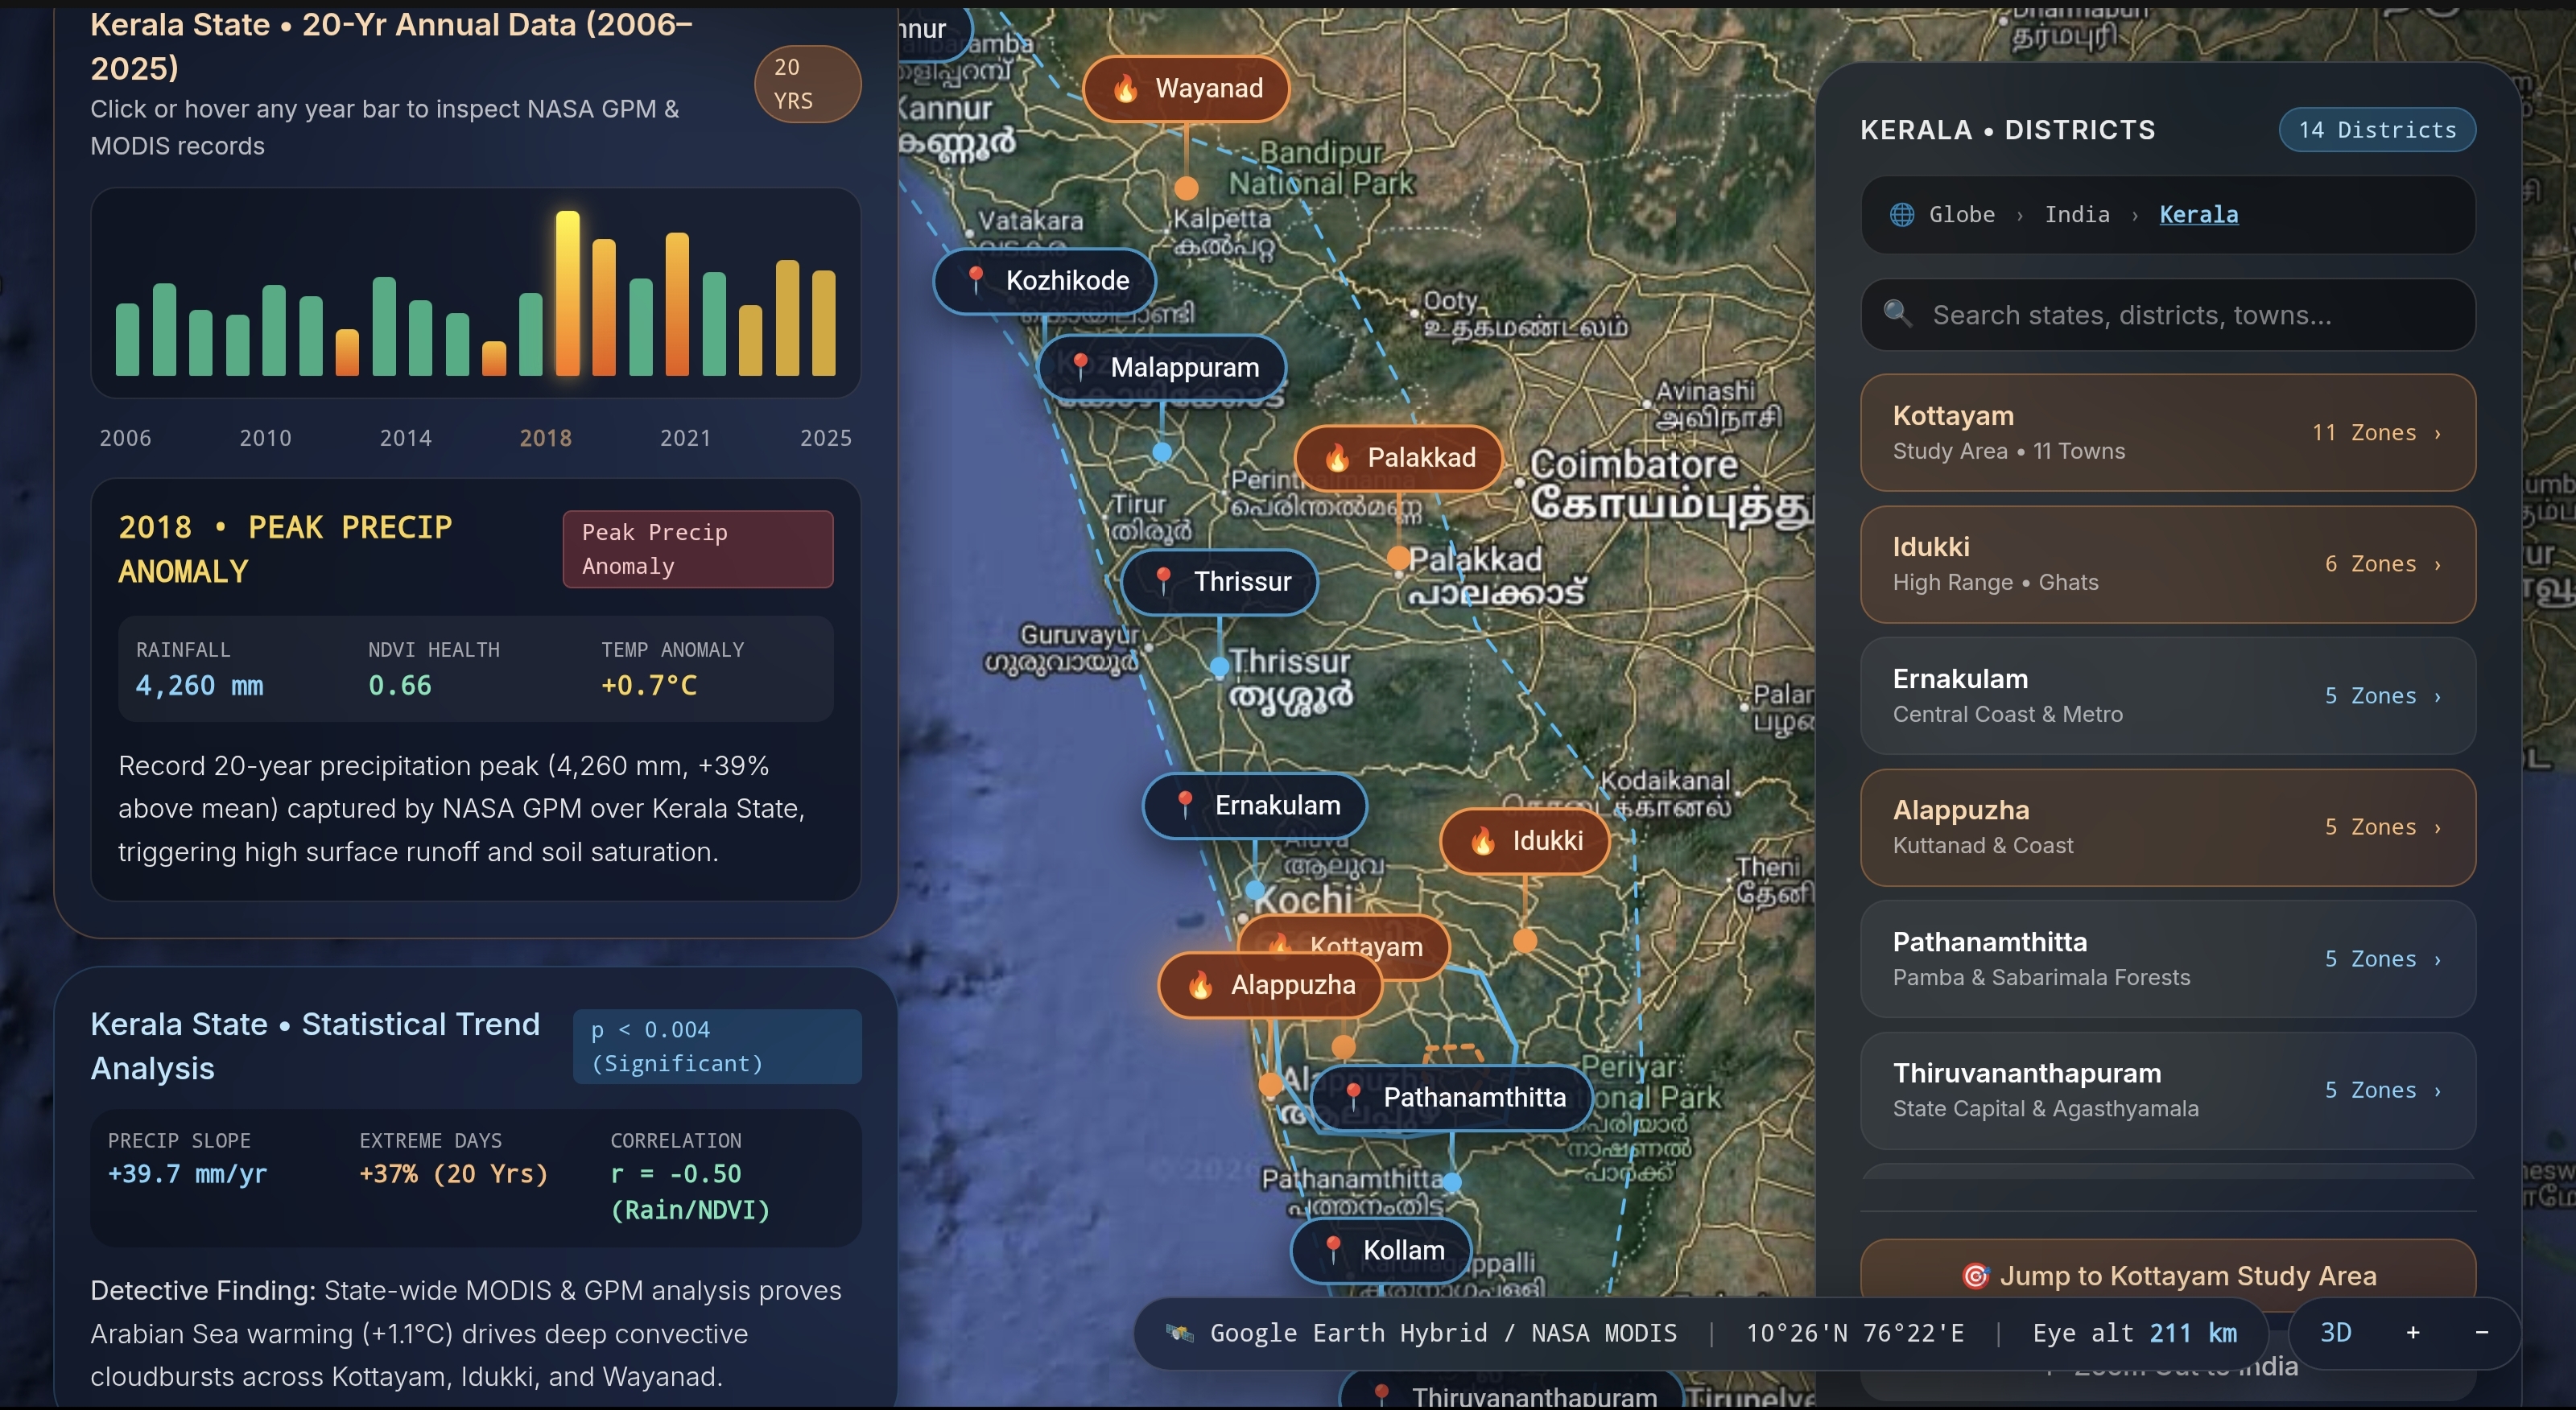 Kerala State • 20-Yr Annual Data (2006–
2025)
20
YRS
Click or hover any year bar to inspect NASA GPM &
MODIS records
2006
2010
2014
2018
2021
2025
2018 • PEAK PRECIP
ANOMALY
Peak Precip
Anomaly
RAINFALL
NDVI HEALTH
TEMP ANOMALY
4,260 mm
0.66
+0.7°C
Record 20-year precipitation peak (4,260 mm, +39%
above mean) captured by NASA GPM over Kerala State,
triggering high surface runoff and soil saturation.
Kerala State • Statistical Trend
Analysis
p < 0.004
(Significant)
PRECIP SLOPE
EXTREME DAYS
CORRELATION
+39.7 mm/yr
+37% (20 Yrs)
r = -0.50
(Rain/NDVI)
Detective Finding: State-wide MODIS & GPM analysis proves
Arabian Sea warming (+1.1°C) drives deep convective
cloudbursts across Kottayam, Idukki, and Wayanad.
தர்மபுரி
Wayanad
Kannur
കണ്ണൂർ
Bandipur
National Park
Vatakara
Kalpetta
കൽപറ്റ
Kozhikode
Ooty
உதகமண்டலம்
Malappuram
Avinashi
அவிநாசி
Palakkad
Coimbatore
Tirur
തിരൂർ
പെരിന്തൽമണ്ണ
Palakkad
പാലക്കാട്
Thrissur
Guruvayur
ഗുരുവായൂർ
Thrissur
തൃശ്ശൂർ
Ernakulam
Kodaikanal
Idukki
ആലുവ
Kochi
Theni
Kottayam
Alappuzha
Pathanamthitta
Periyar
പെരിയാർ
നാഷണൽ
പാർക്ക്
Pathanamthitta
പത്തനംതിട്ട
Kollam
Thiruvananthapuram
KERALA • DISTRICTS
14 Districts
Globe › India › Kerala
Search states, districts, towns...
Kottayam
Study Area • 11 Towns
11 Zones ›
Idukki
High Range • Ghats
6 Zones ›
Ernakulam
Central Coast & Metro
5 Zones ›
Alappuzha
Kuttanad & Coast
5 Zones ›
Pathanamthitta
Pamba & Sabarimala Forests
5 Zones ›
Thiruvananthapuram
State Capital & Agasthyamala
5 Zones ›
Jump to Kottayam Study Area
Google Earth Hybrid / NASA MODIS | 10°26'N 76°22'E | Eye alt 211 km
3D + −